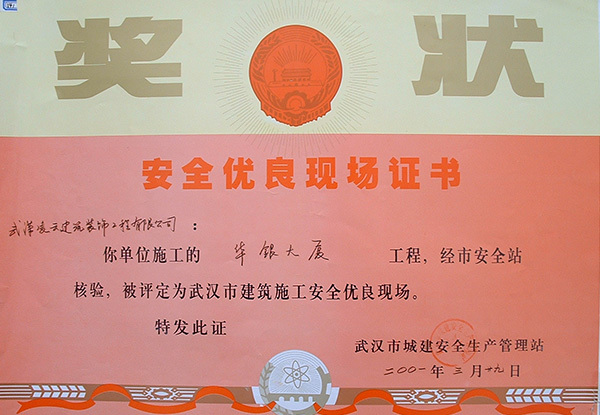 奖 状
安全优良现场证书
武汉凌云建筑装饰工程有限公司：
你单位施工的 华银大厦 工程，经市安全站
核验，被评定为武汉市建筑施工安全优良现场。
特发此证
武汉市城建安全生产管理站
二〇〇一年三月十九日